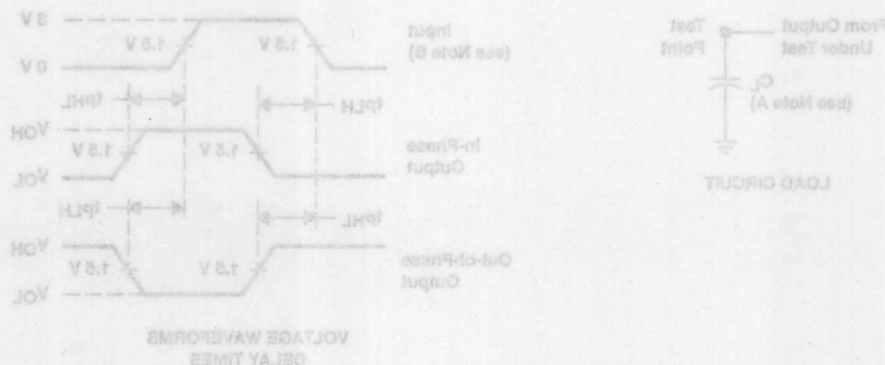 From Output
Under Test
Test
Point
CL
(see Note A)
LOAD CIRCUIT
Input
(see Note B)
1.5 V
1.5 V
3 V
0 V
tPLH
tPHL
In-Phase
Output
1.5 V
1.5 V
VOH
VOL
tPHL
tPLH
Out-of-Phase
Output
1.5 V
1.5 V
VOH
VOL
VOLTAGE WAVEFORMS
DELAY TIMES